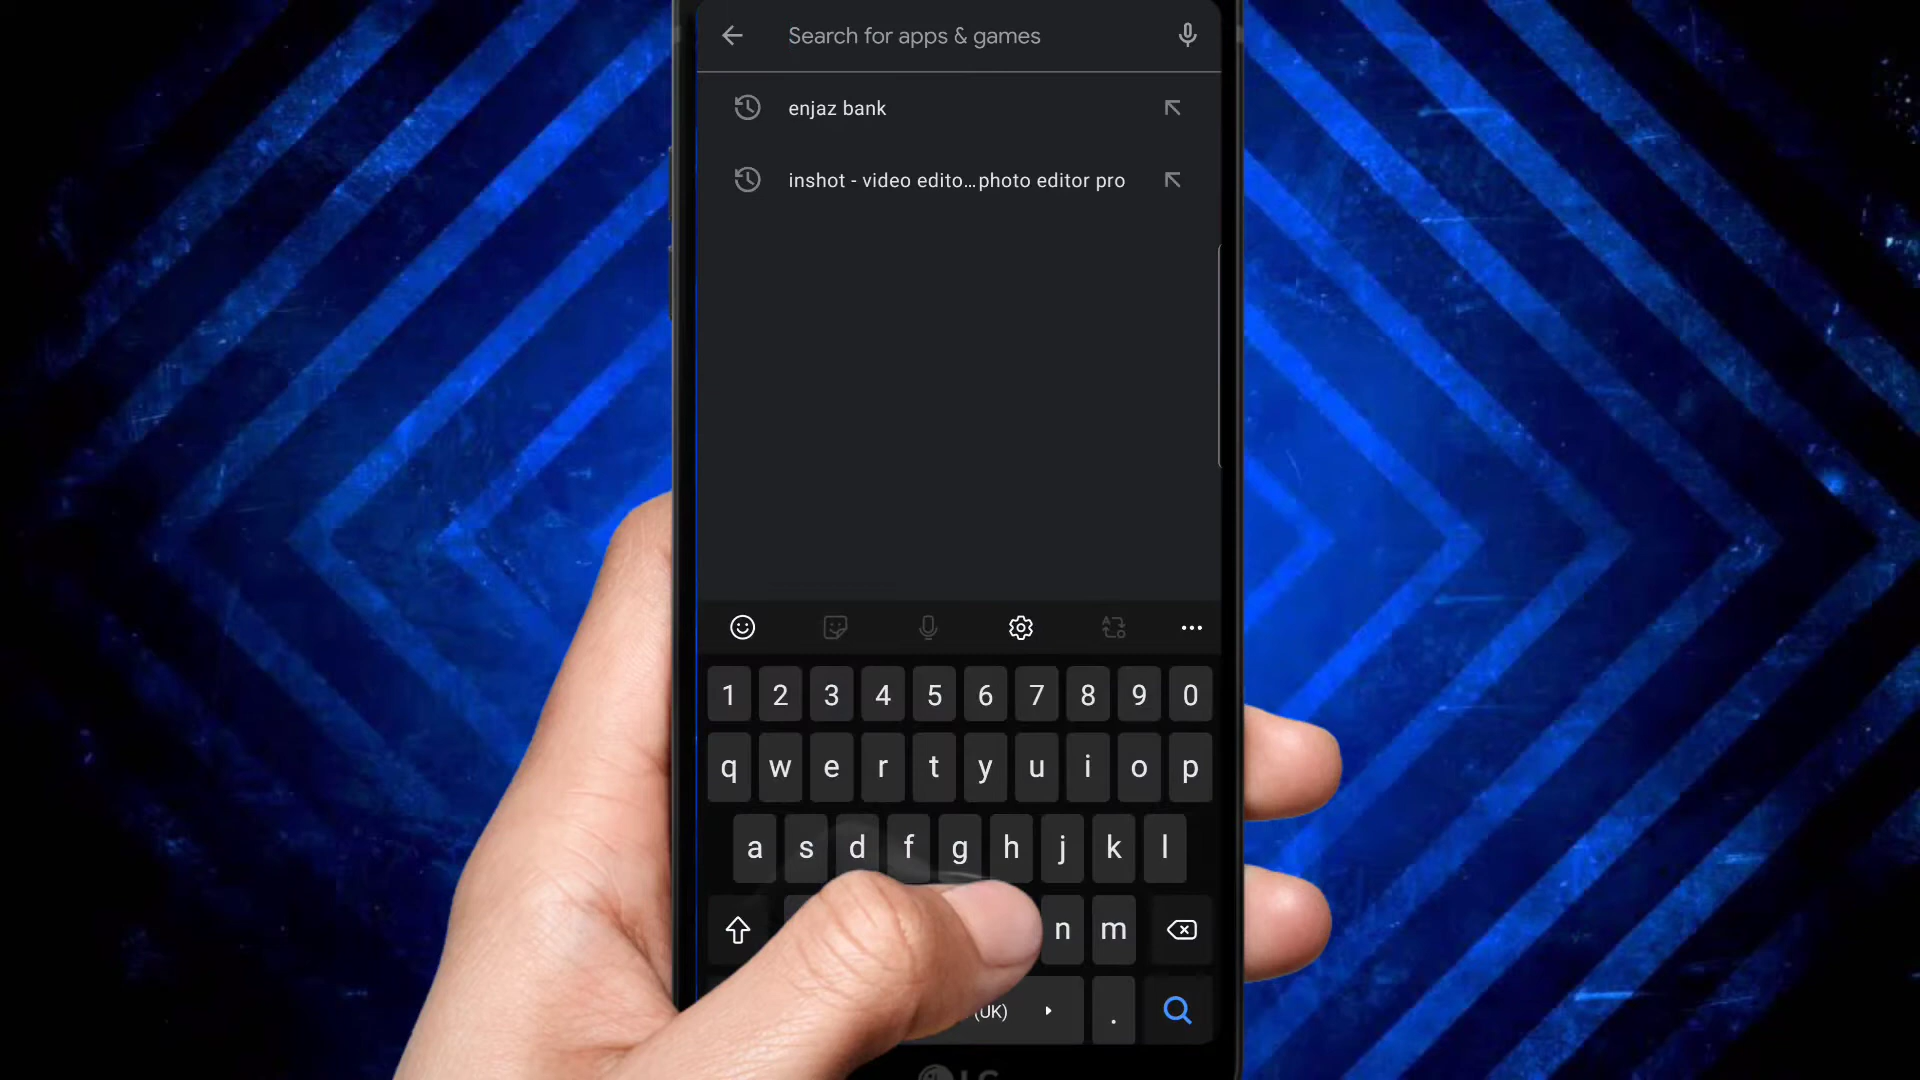 Search for apps & games
enjaz bank
inshot - video edito...photo editor pro
1 2 3 4 5 6 7 8 9 0
q w e r t y u i o p
a s d f g h j k l
n m
(UK) .
LG